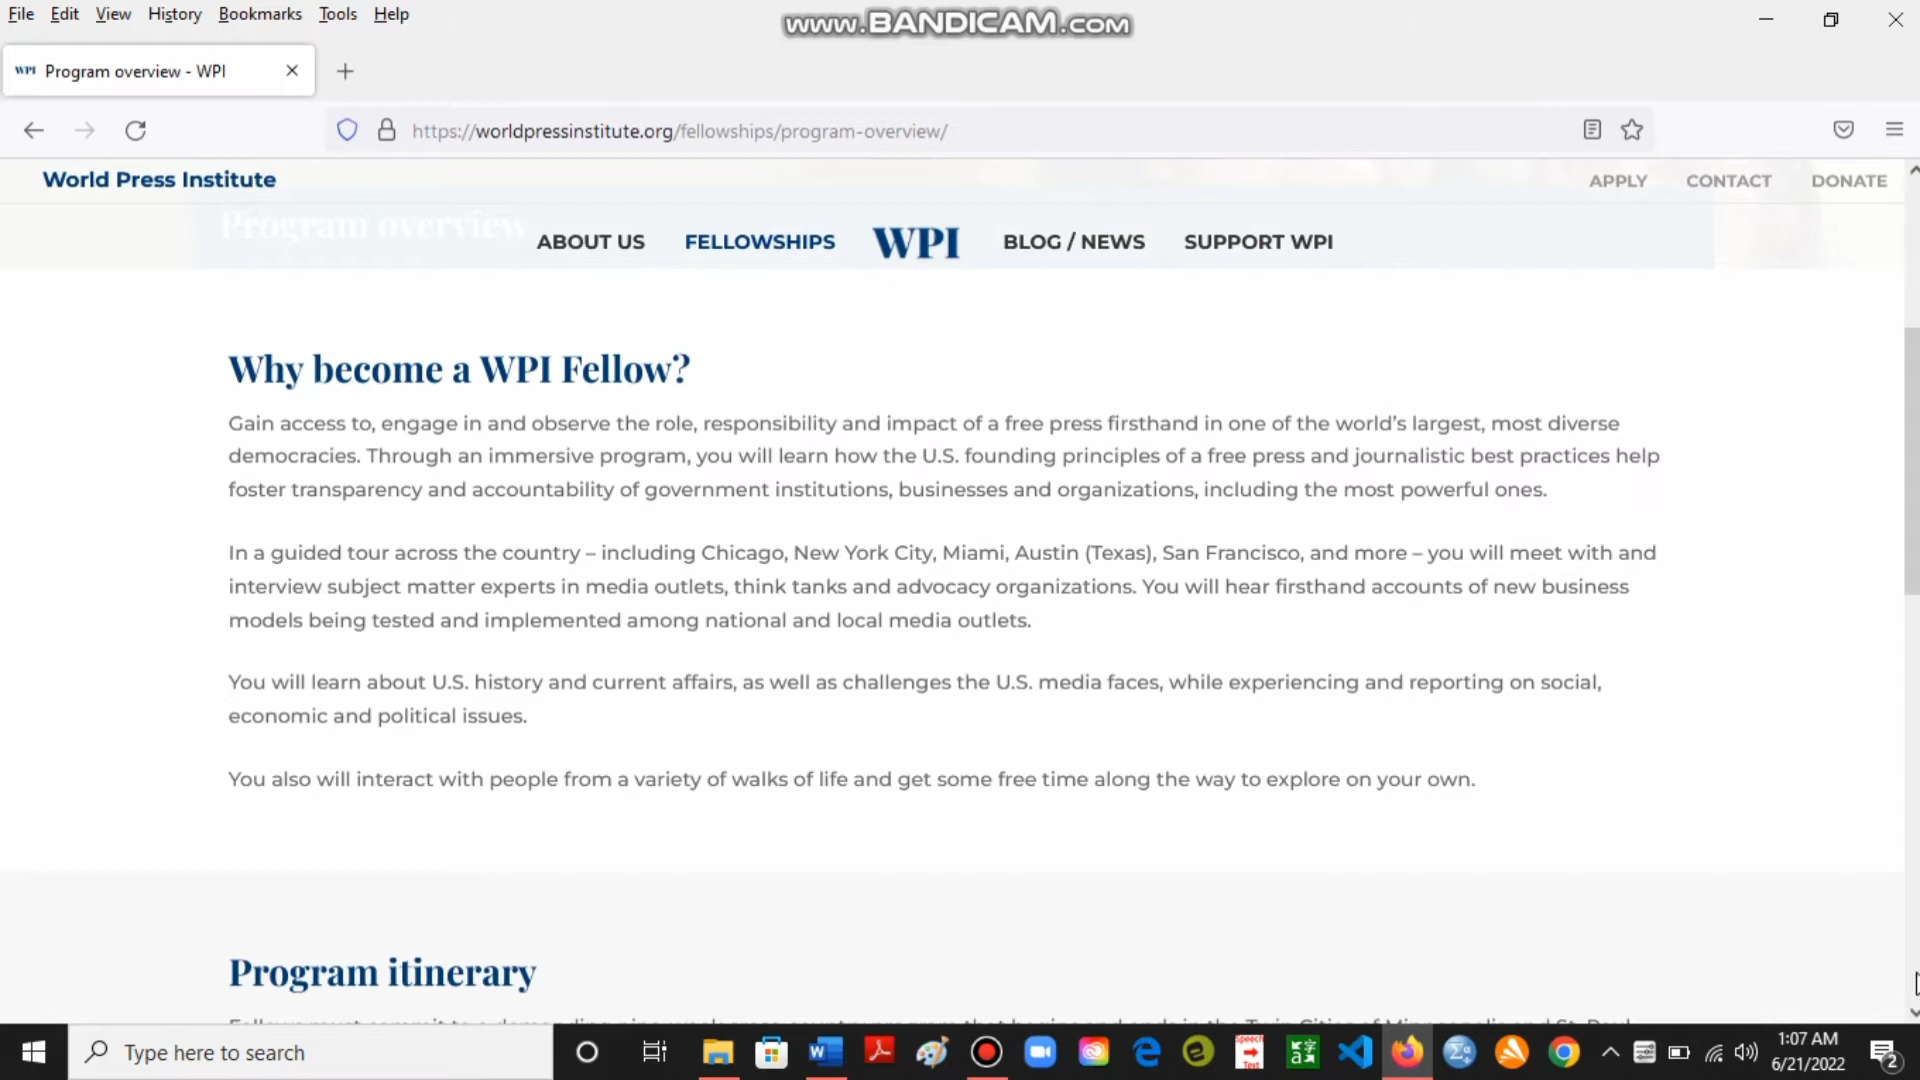 File Edit View History Bookmarks Tools Help
www.BANDICAM.com
WPI Program overview - WPI
https://worldpressinstitute.org/fellowships/program-overview/
World Press Institute
APPLY CONTACT DONATE
Program overview
ABOUT US FELLOWSHIPS WPI BLOG / NEWS SUPPORT WPI
Why become a WPI Fellow?
Gain access to, engage in and observe the role, responsibility and impact of a free press firsthand in one of the world's largest, most diverse
democracies. Through an immersive program, you will learn how the U.S. founding principles of a free press and journalistic best practices help
foster transparency and accountability of government institutions, businesses and organizations, including the most powerful ones.
In a guided tour across the country – including Chicago, New York City, Miami, Austin (Texas), San Francisco, and more – you will meet with and
interview subject matter experts in media outlets, think tanks and advocacy organizations. You will hear firsthand accounts of new business
models being tested and implemented among national and local media outlets.
You will learn about U.S. history and current affairs, as well as challenges the U.S. media faces, while experiencing and reporting on social,
economic and political issues.
You also will interact with people from a variety of walks of life and get some free time along the way to explore on your own.
Program itinerary
Type here to search
Speech
Text
1:07 AM
6/21/2022
2